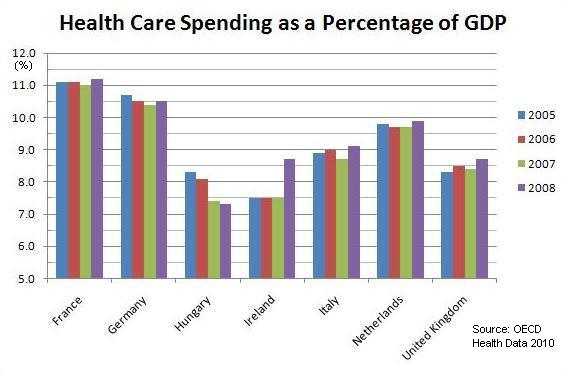 Health Care Spending as a Percentage of GDP
12.0
(%)
11.0
10.0
9.0
8.0
7.0
6.0
5.0
2005
2006
2007
2008
France
Germany
Hungary
Ireland
Italy
Netherlands
United Kingdom
Source: OECD
Health Data 2010